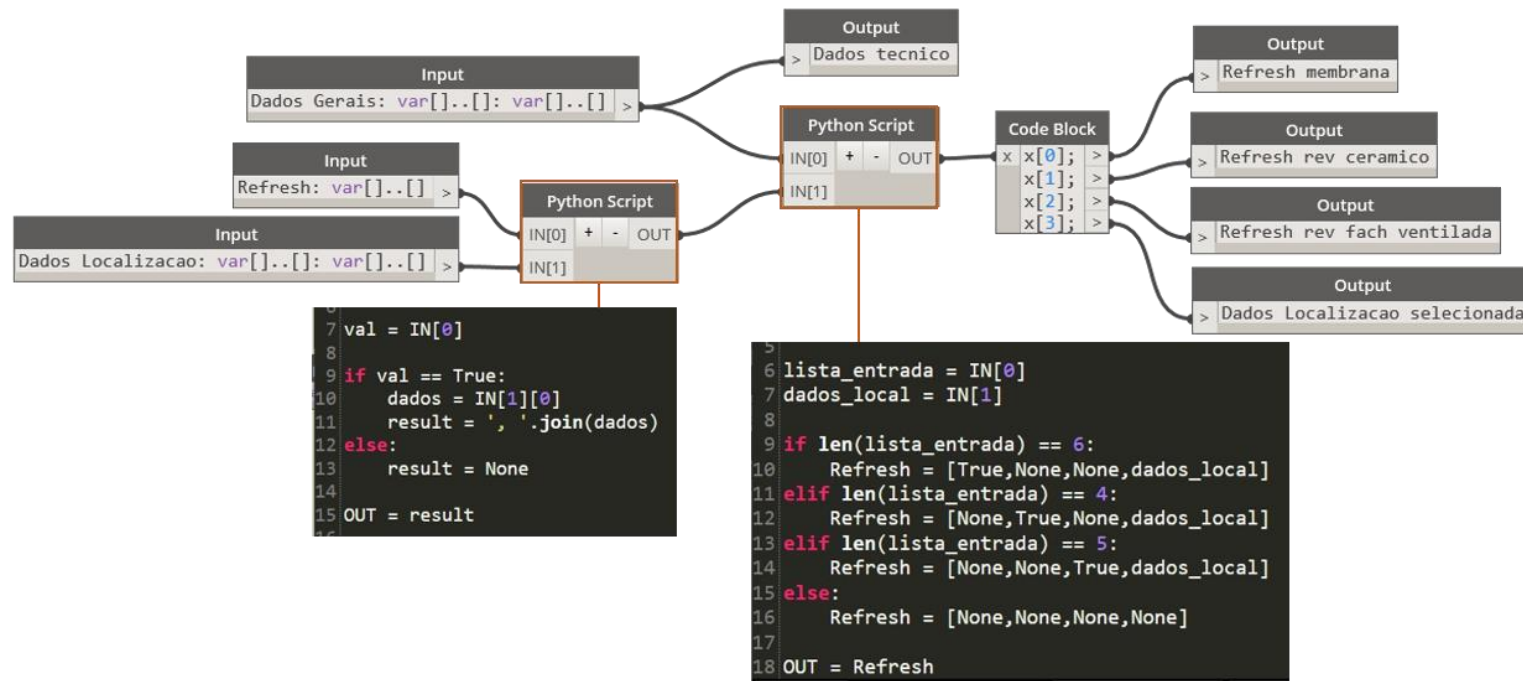 Input
Dados Gerais: var[]..[]: var[]..[] >
Input
Refresh: var[]..[] >
Input
Dados Localizacao: var[]..[]: var[]..[] >
Python Script
IN[0] + - OUT
IN[1]
7 val = IN[0]
8
9 if val == True:
10 dados = IN[1][0]
11 result = ', '.join(dados)
12 else:
13 result = None
14
15 OUT = result
Output
> Dados tecnico
Python Script
IN[0] + - OUT
IN[1]
5
6 lista_entrada = IN[0]
7 dados_local = IN[1]
8
9 if len(lista_entrada) == 6:
10 Refresh = [True,None,None,dados_local]
11 elif len(lista_entrada) == 4:
12 Refresh = [None,True,None,dados_local]
13 elif len(lista_entrada) == 5:
14 Refresh = [None,None,True,dados_local]
15 else:
16 Refresh = [None,None,None,None]
17
18 OUT = Refresh
Code Block
x x[0]; >
x[1]; >
x[2]; >
x[3]; >
Output
> Refresh membrana
Output
> Refresh rev ceramico
Output
> Refresh rev fach ventilada
Output
> Dados Localizacao selecionada